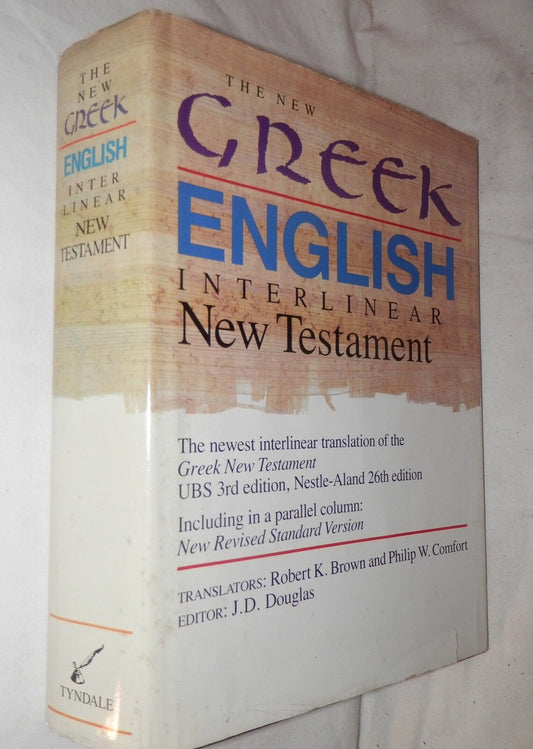 THE
NEW
GREEK
ENGLISH
INTER
LINEAR
NEW
TESTAMENT
TYNDALE
THE NEW
GREEK
ENGLISH
INTERLINEAR
New Testament
The newest interlinear translation of the
Greek New Testament
UBS 3rd edition, Nestle-Aland 26th edition
Including in a parallel column:
New Revised Standard Version
TRANSLATORS: Robert K. Brown and Philip W. Comfort
EDITOR: J.D. Douglas